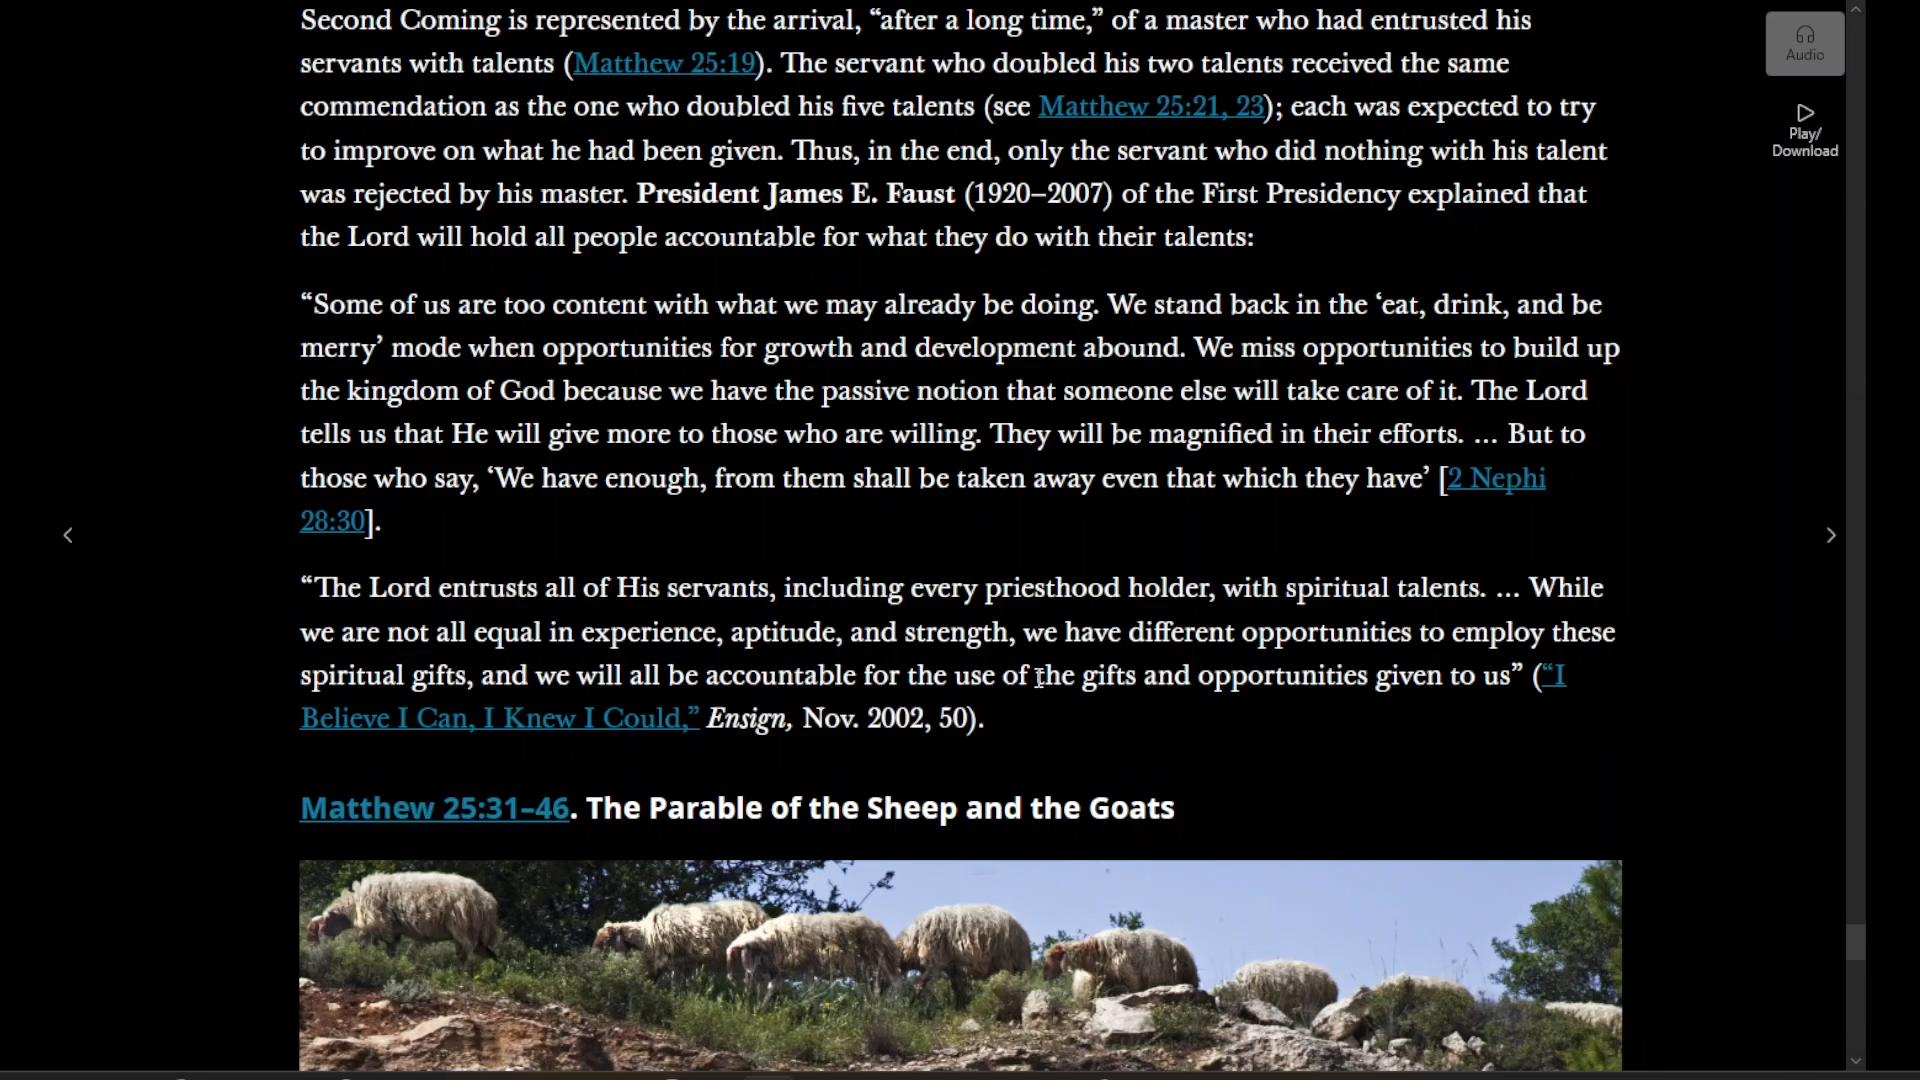 Second Coming is represented by the arrival, “after a long time,” of a master who had entrusted his
servants with talents (Matthew 25:19). The servant who doubled his two talents received the same
commendation as the one who doubled his five talents (see Matthew 25:21, 23); each was expected to try
to improve on what he had been given. Thus, in the end, only the servant who did nothing with his talent
was rejected by his master. President James E. Faust (1920–2007) of the First Presidency explained that
the Lord will hold all people accountable for what they do with their talents:
“Some of us are too content with what we may already be doing. We stand back in the ‘eat, drink, and be
merry’ mode when opportunities for growth and development abound. We miss opportunities to build up
the kingdom of God because we have the passive notion that someone else will take care of it. The Lord
tells us that He will give more to those who are willing. They will be magnified in their efforts. … But to
those who say, ‘We have enough, from them shall be taken away even that which they have’ [2 Nephi
28:30].
“The Lord entrusts all of His servants, including every priesthood holder, with spiritual talents. … While
we are not all equal in experience, aptitude, and strength, we have different opportunities to employ these
spiritual gifts, and we will all be accountable for the use of the gifts and opportunities given to us” (“I
Believe I Can, I Knew I Could,” Ensign, Nov. 2002, 50).
Matthew 25:31–46. The Parable of the Sheep and the Goats
Audio
Play/
Download